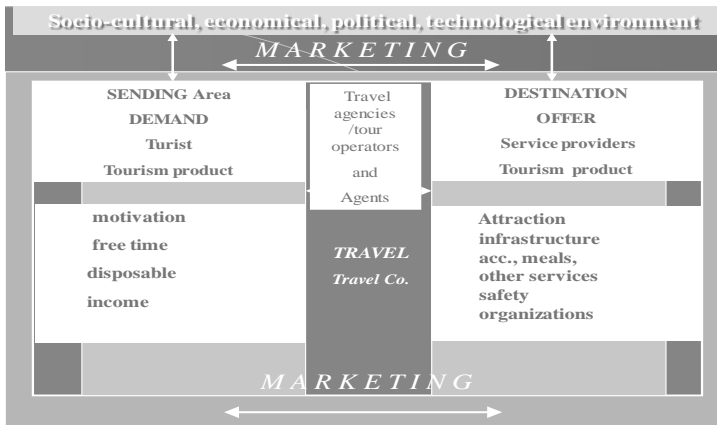 Socio-cultural, economical, political, technological environment
MARKETING
SENDING Area
DEMAND
Turist
Tourism product
motivation
free time
disposable
income
Travel
agencies
/tour
operators
and
Agents
TRAVEL
Travel Co.
DESTINATION
OFFER
Service providers
Tourism product
Attraction
infrastructure
acc., meals,
other services
safety
organizations
MARKETING